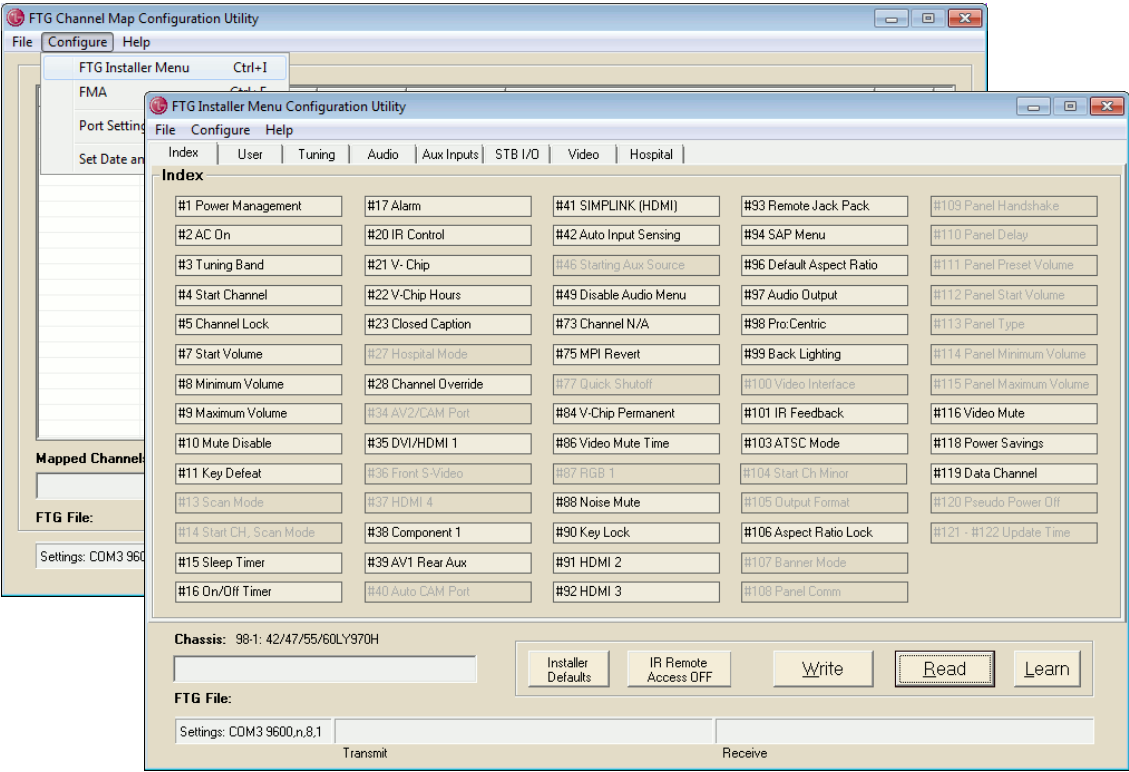 FTG Channel Map Configuration Utility
File Configure Help
FTG Installer Menu Ctrl+I
FMA
Port Setting
Set Date an
Mapped Channel
FTG File:
Settings: COM3 960
FTG Installer Menu Configuration Utility
File Configure Help
Index User Tuning Audio Aux Inputs STB I/O Video Hospital
Index
#1 Power Management #17 Alarm #41 SIMPLINK (HDMI) #93 Remote Jack Pack #109 Panel Handshake
#2 AC On #20 IR Control #42 Auto Input Sensing #94 SAP Menu #110 Panel Delay
#3 Tuning Band #21 V- Chip #46 Starting Aux Source #96 Default Aspect Ratio #111 Panel Preset Volume
#4 Start Channel #22 V-Chip Hours #49 Disable Audio Menu #97 Audio Output #112 Panel Start Volume
#5 Channel Lock #23 Closed Caption #73 Channel N/A #98 Pro:Centric #113 Panel Type
#7 Start Volume #27 Hospital Mode #75 MPI Revert #99 Back Lighting #114 Panel Minimum Volume
#8 Minimum Volume #28 Channel Override #77 Quick Shutoff #100 Video Interface #115 Panel Maximum Volume
#9 Maximum Volume #34 AV2/CAM Port #84 V-Chip Permanent #101 IR Feedback #116 Video Mute
#10 Mute Disable #35 DVI/HDMI 1 #86 Video Mute Time #103 ATSC Mode #118 Power Savings
#11 Key Defeat #36 Front S-Video #87 RGB 1 #104 Start Ch Minor #119 Data Channel
#13 Scan Mode #37 HDMI 4 #88 Noise Mute #105 Output Format #120 Pseudo Power Off
#14 Start CH, Scan Mode #38 Component 1 #90 Key Lock #106 Aspect Ratio Lock #121 - #122 Update Time
#15 Sleep Timer #39 AV1 Rear Aux #91 HDMI 2 #107 Banner Mode
#16 On/Off Timer #40 Auto CAM Port #92 HDMI 3 #108 Panel Comm
Chassis: 98-1: 42/47/55/60LY970H
Installer Defaults IR Remote Access OFF Write Read Learn
FTG File:
Settings: COM3 9600,n,8,1
Transmit Receive